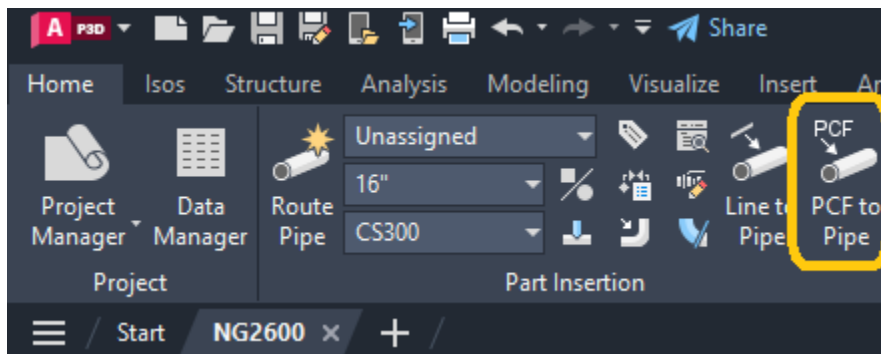 A P3D Share
Home Isos Structure Analysis Modeling Visualize Insert
Project Manager
Data Manager
Route Pipe
Unassigned
16"
CS300
Line to Pipe
PCF
PCF to Pipe
Project
Part Insertion
Start NG2600